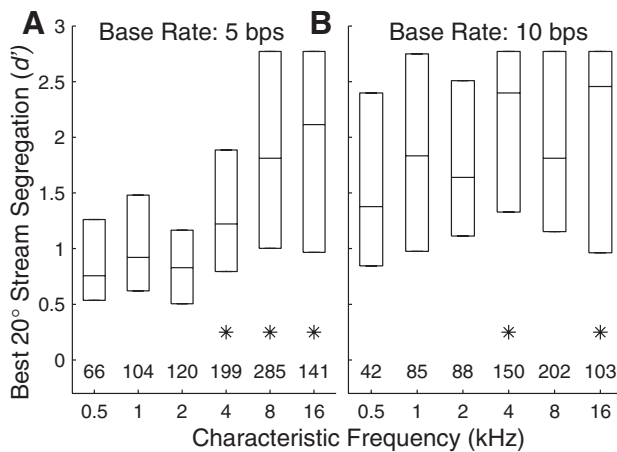 A
Base Rate: 5 bps
B
Base Rate: 10 bps
Best 20° Stream Segregation (d')
3
2.5
2
1.5
1
0.5
0
* * *
* *
66 104 120 199 285 141
42 85 88 150 202 103
0.5 1 2 4 8 16
0.5 1 2 4 8 16
Characteristic Frequency (kHz)